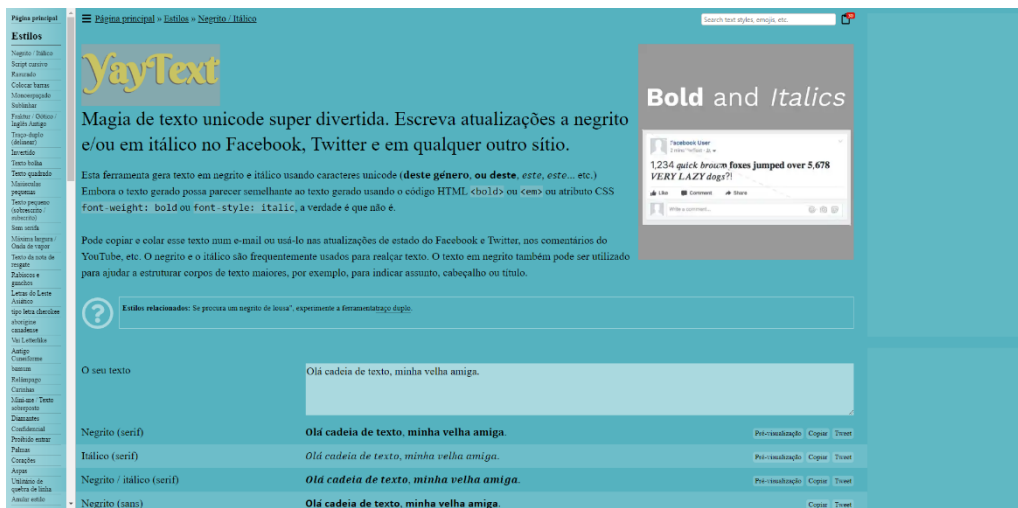 Página principal
Estilos
Negrito / Itálico
Script cursivo
Rasurado
Colocar barras
Monoespaçado
Sublinhar
Fraktur / Gótico /
Inglês Antigo
Traço-duplo
(delinear)
Invertido
Texto bolha
Texto quadrado
Maiúsculas
pequenas
Texto pequeno
(sobrescrito /
subscrito)
Sem serifa
Máxima largura /
Onda de vapor
Texto da nota de
resgate
Rabiscos e
ganchos
Letras do Leste
Asiático
tipo letra cherokee
aborígine
canadense
Vai Letterlike
Antigo
Cuneiforme
bamum
Relâmpago
Carinhas
Mini-me / Texto
sobreposto
Diamantes
Confidencial
Proibido entrar
Palmas
Corações
Aspas
Utilitário de
quebra de linha
Anular estilo
☰ Página principal » Estilos » Negrito / Itálico
Search text styles, emojis, etc.
YayText
Magia de texto unicode super divertida. Escreva atualizações a negrito
e/ou em itálico no Facebook, Twitter e em qualquer outro sítio.
Esta ferramenta gera texto em negrito e itálico usando caracteres unicode (deste género, ou deste, este, este... etc.)
Embora o texto gerado possa parecer semelhante ao texto gerado usando o código HTML <bold> ou <em> ou atributo CSS
font-weight: bold ou font-style: italic, a verdade é que não é.
Pode copiar e colar esse texto num e-mail ou usá-lo nas atualizações de estado do Facebook e Twitter, nos comentários do
YouTube, etc. O negrito e o itálico são frequentemente usados para realçar texto. O texto em negrito também pode ser utilizado
para ajudar a estruturar corpos de texto maiores, por exemplo, para indicar assunto, cabeçalho ou título.
Bold and Italics
Facebook User
1,234 quick brown foxes jumped over 5,678
VERY LAZY dogs?!
Like Comment Share
Write a comment...
Estilos relacionados: Se procura um negrito de lousa", experimente a ferramentatraço duplo.
O seu texto
Olá cadeia de texto, minha velha amiga.
Negrito (serif) Olá cadeia de texto, minha velha amiga. Pré-visualização Copiar Tweet
Itálico (serif) Olá cadeia de texto, minha velha amiga. Pré-visualização Copiar Tweet
Negrito / itálico (serif) Olá cadeia de texto, minha velha amiga. Pré-visualização Copiar Tweet
Negrito (sans) Olá cadeia de texto, minha velha amiga. Copiar Tweet